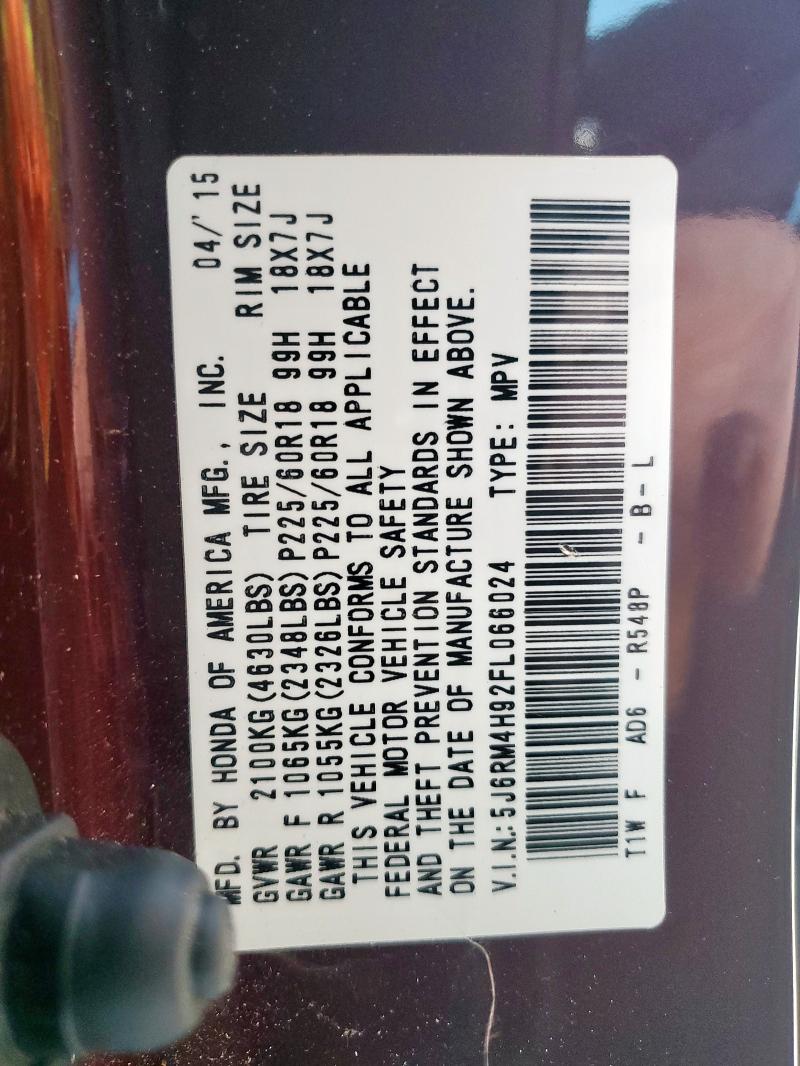 MFD. BY HONDA OF AMERICA MFG., INC. 04/'15
GVWR 2100KG(4630LBS) TIRE SIZE RIM SIZE
GAWR F 1065KG(2348LBS) P225/60R18 99H 18X7J
GAWR R 1055KG(2326LBS) P225/60R18 99H 18X7J
THIS VEHICLE CONFORMS TO ALL APPLICABLE
FEDERAL MOTOR VEHICLE SAFETY
AND THEFT PREVENTION STANDARDS IN EFFECT
ON THE DATE OF MANUFACTURE SHOWN ABOVE.
V.I.N.: 5J6RM4H92FL066024 TYPE: MPV
T1W F AD6 - R548P - B - L